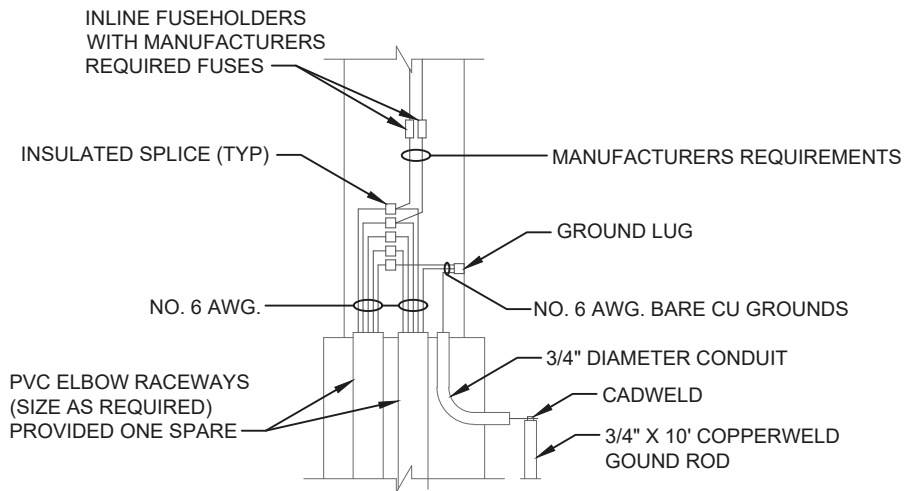 INLINE FUSEHOLDERS
WITH MANUFACTURERS
REQUIRED FUSES
INSULATED SPLICE (TYP)
MANUFACTURERS REQUIREMENTS
GROUND LUG
NO. 6 AWG.
NO. 6 AWG. BARE CU GROUNDS
3/4" DIAMETER CONDUIT
PVC ELBOW RACEWAYS
(SIZE AS REQUIRED)
PROVIDED ONE SPARE
CADWELD
3/4" X 10' COPPERWELD
GOUND ROD